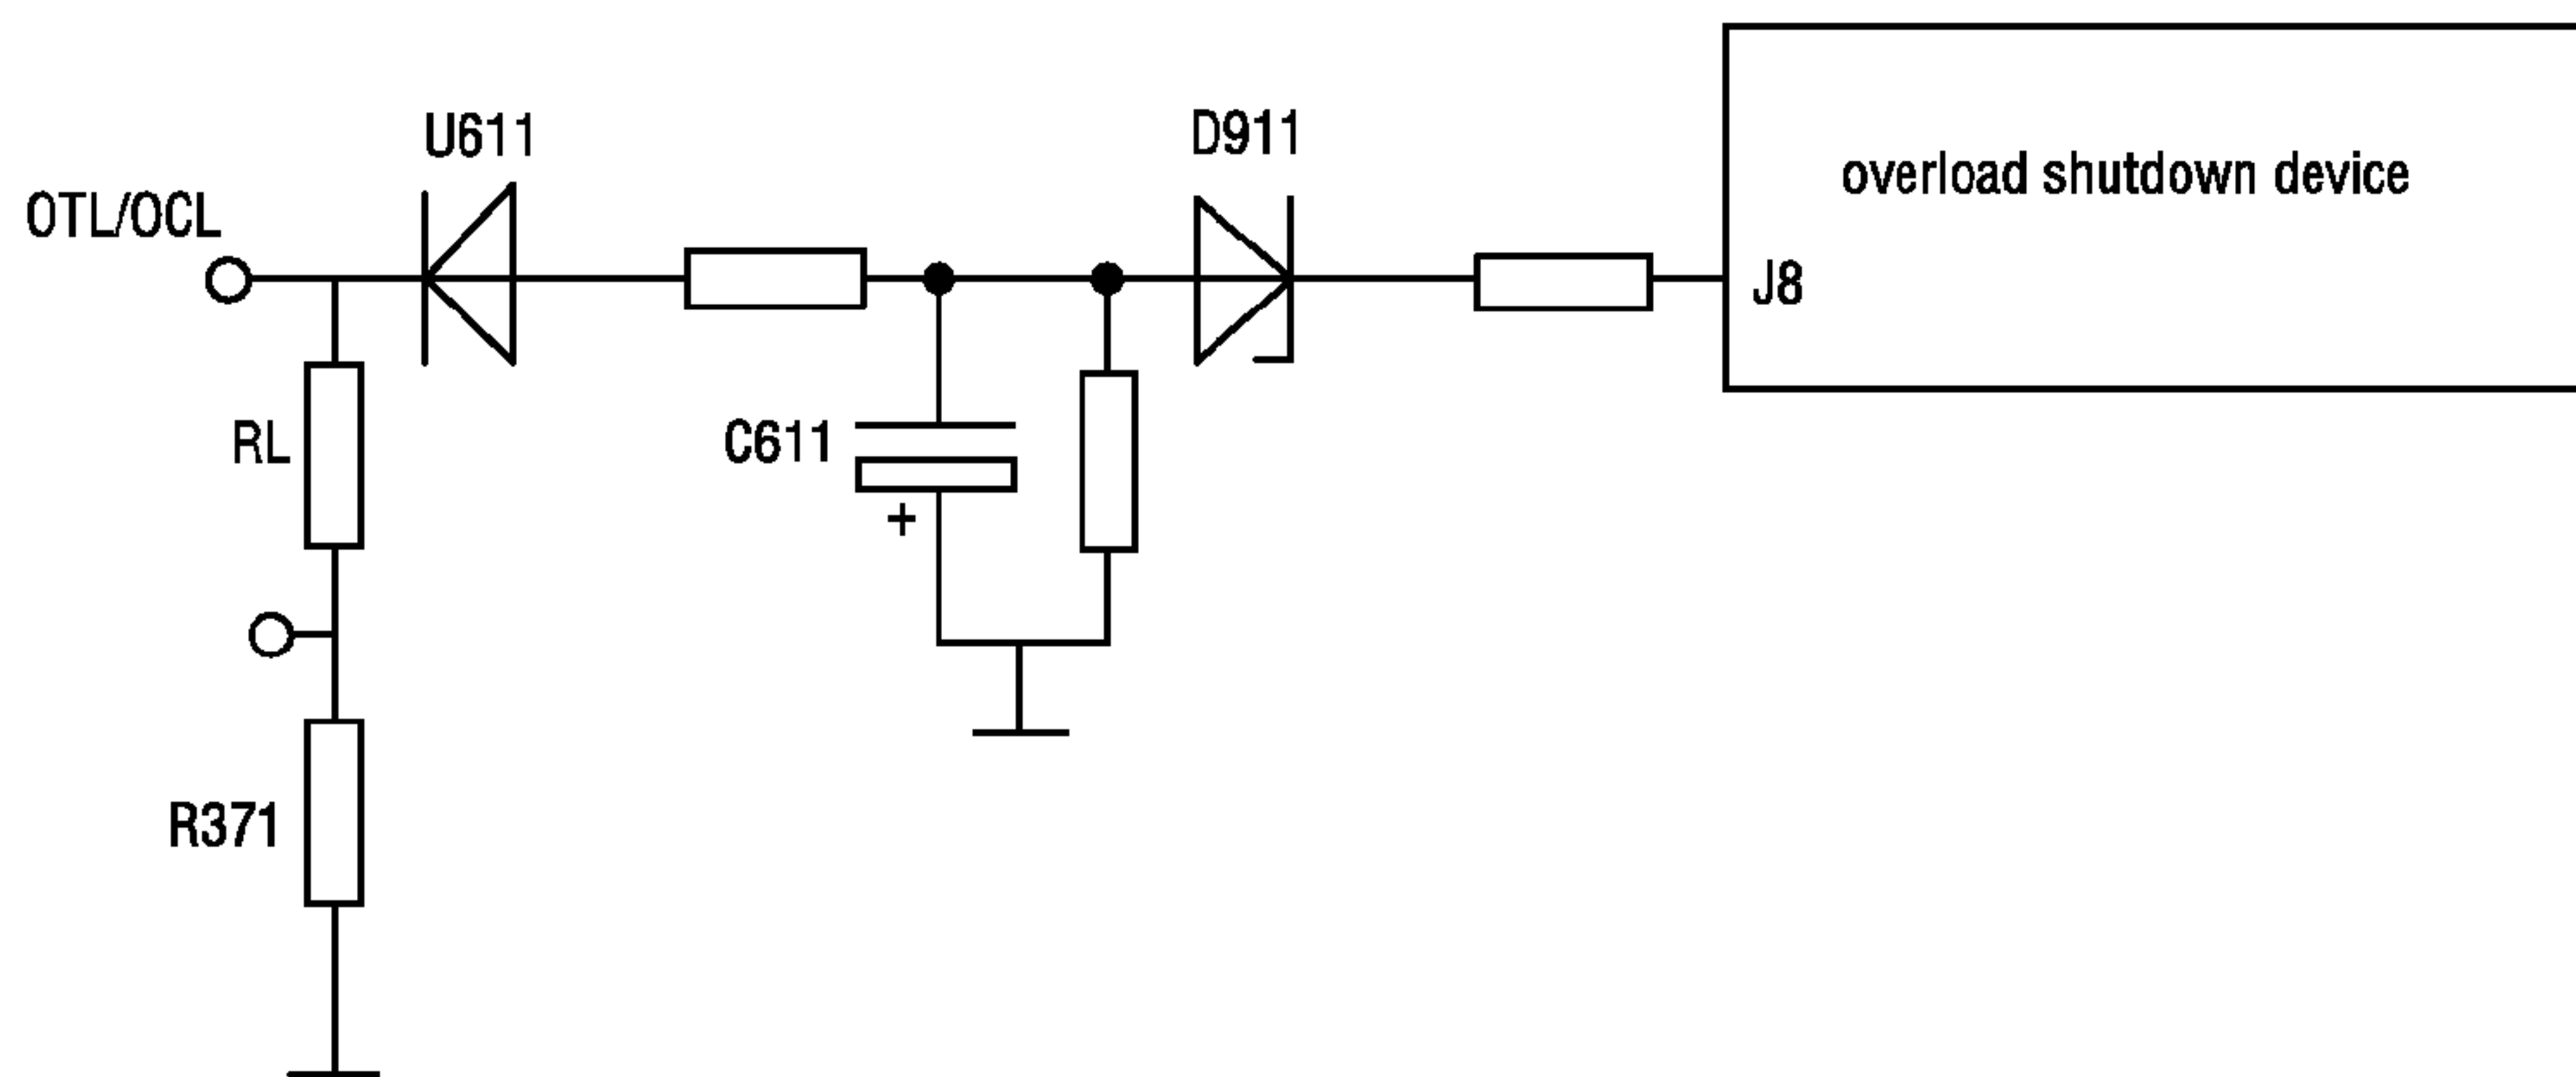 U611
D911
OTL/OCL
overload shutdown device
J8
RL
C611
+
R371